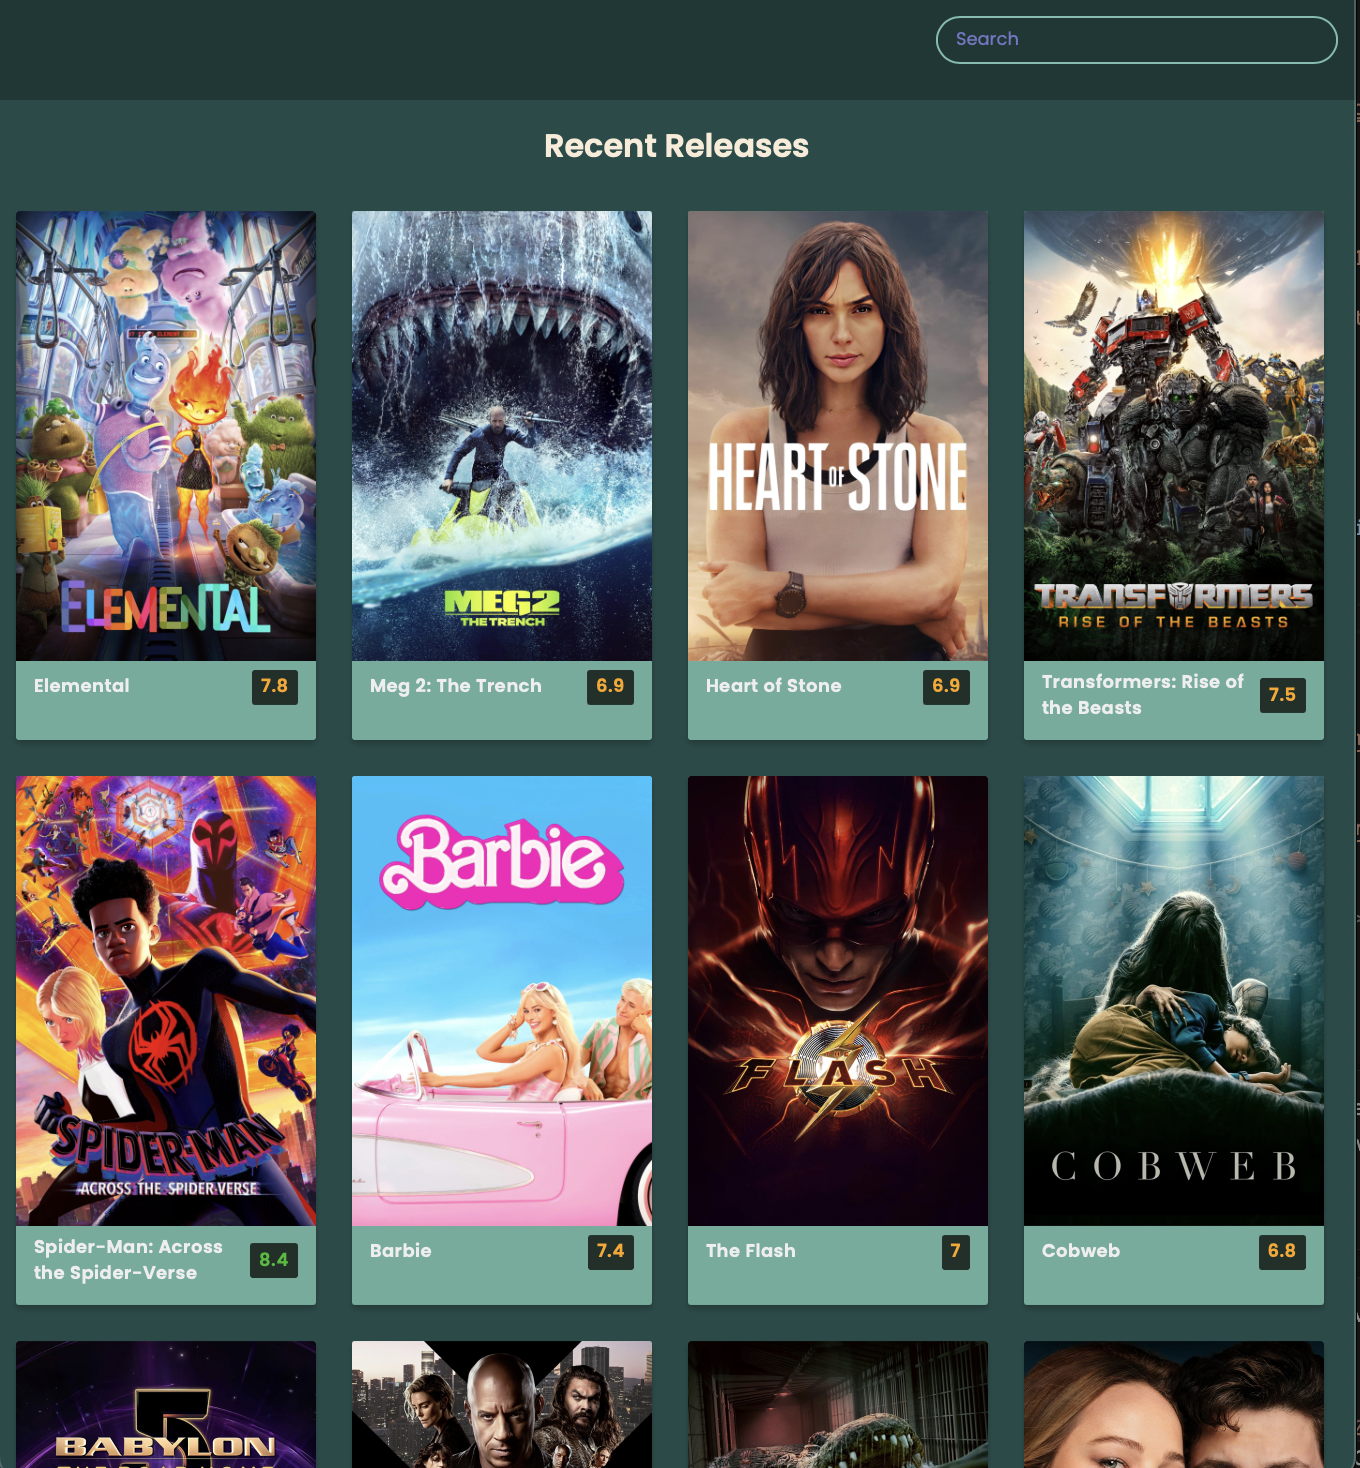 Search
Recent Releases
ELEMENTAL
MEG2
THE TRENCH
HEART OF STONE
TRANSFORMERS
RISE OF THE BEASTS
Elemental 7.8
Meg 2: The Trench 6.9
Heart of Stone 6.9
Transformers: Rise of
the Beasts 7.5
SPIDER-MAN
ACROSS THE SPIDER-VERSE
Barbie
FLASH
COBWEB
Spider-Man: Across
the Spider-Verse 8.4
Barbie 7.4
The Flash 7
Cobweb 6.8
5
BABYLON